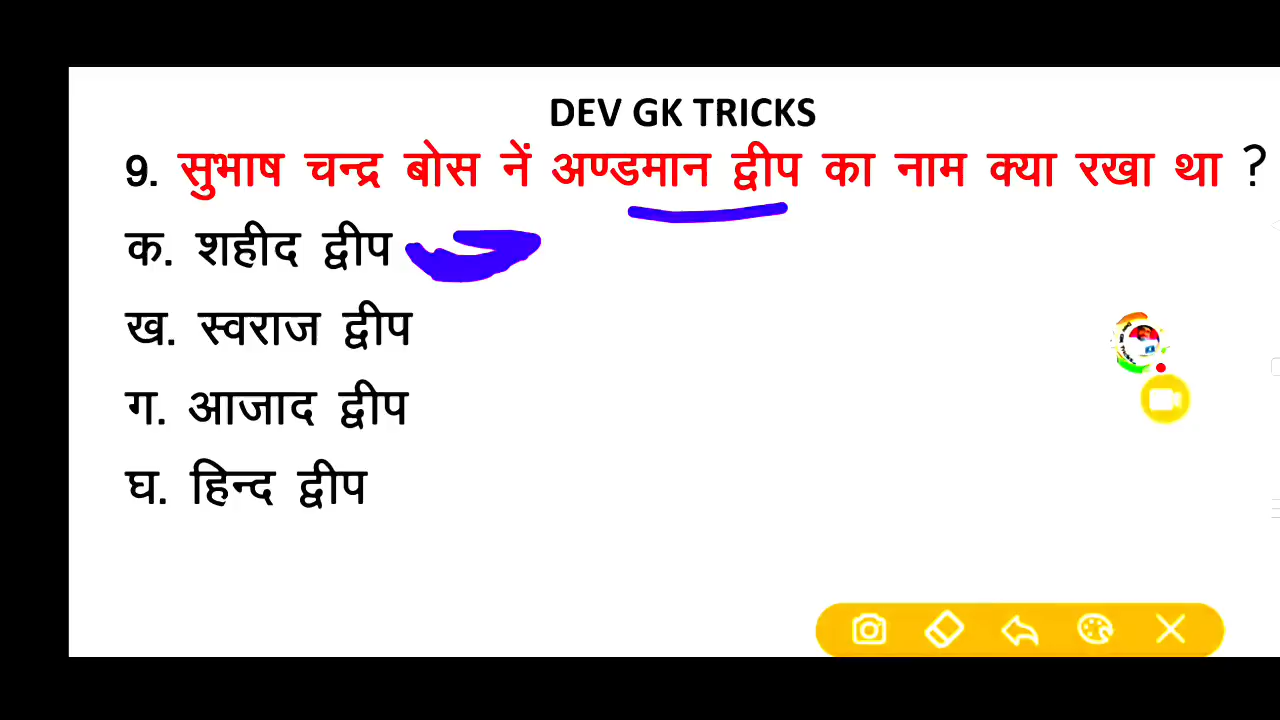 DEV GK TRICKS
9. सुभाष चन्द्र बोस नें अण्डमान द्वीप का नाम क्या रखा था ?
क. शहीद द्वीप
ख. स्वराज द्वीप
ग. आजाद द्वीप
घ. हिन्द द्वीप